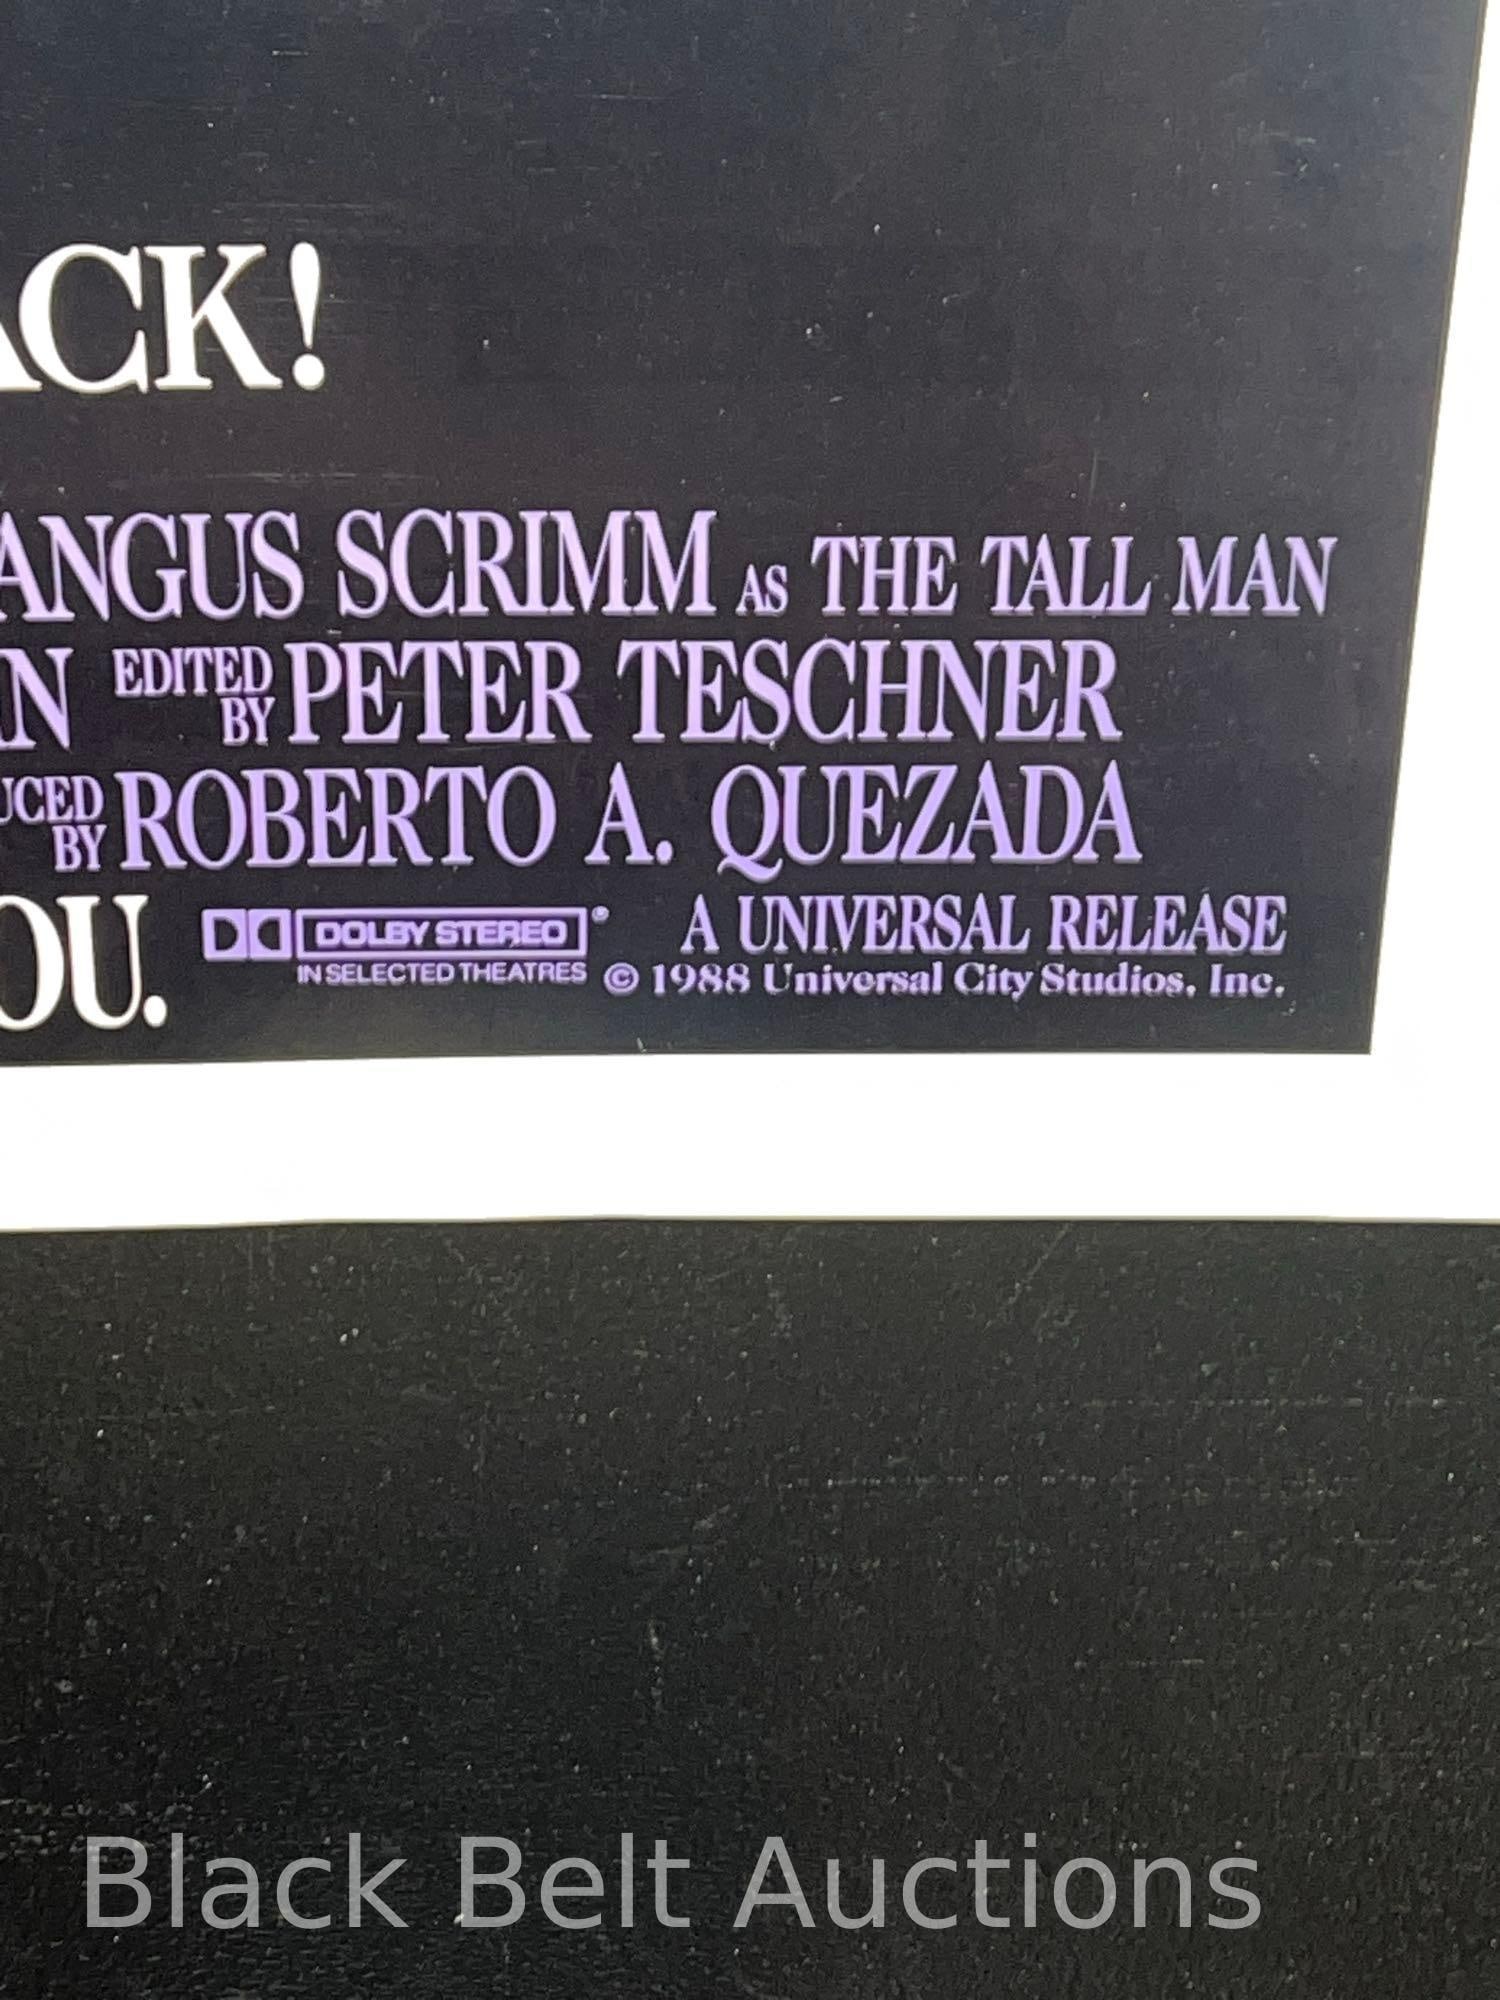 ACK!
ANGUS SCRIMM AS THE TALL MAN
N EDITED BY PETER TESCHNER
UCED BY ROBERTO A. QUEZADA
OU. DOLBY STEREO® A UNIVERSAL RELEASE
IN SELECTED THEATRES © 1988 Universal City Studios, Inc.
Black Belt Auctions